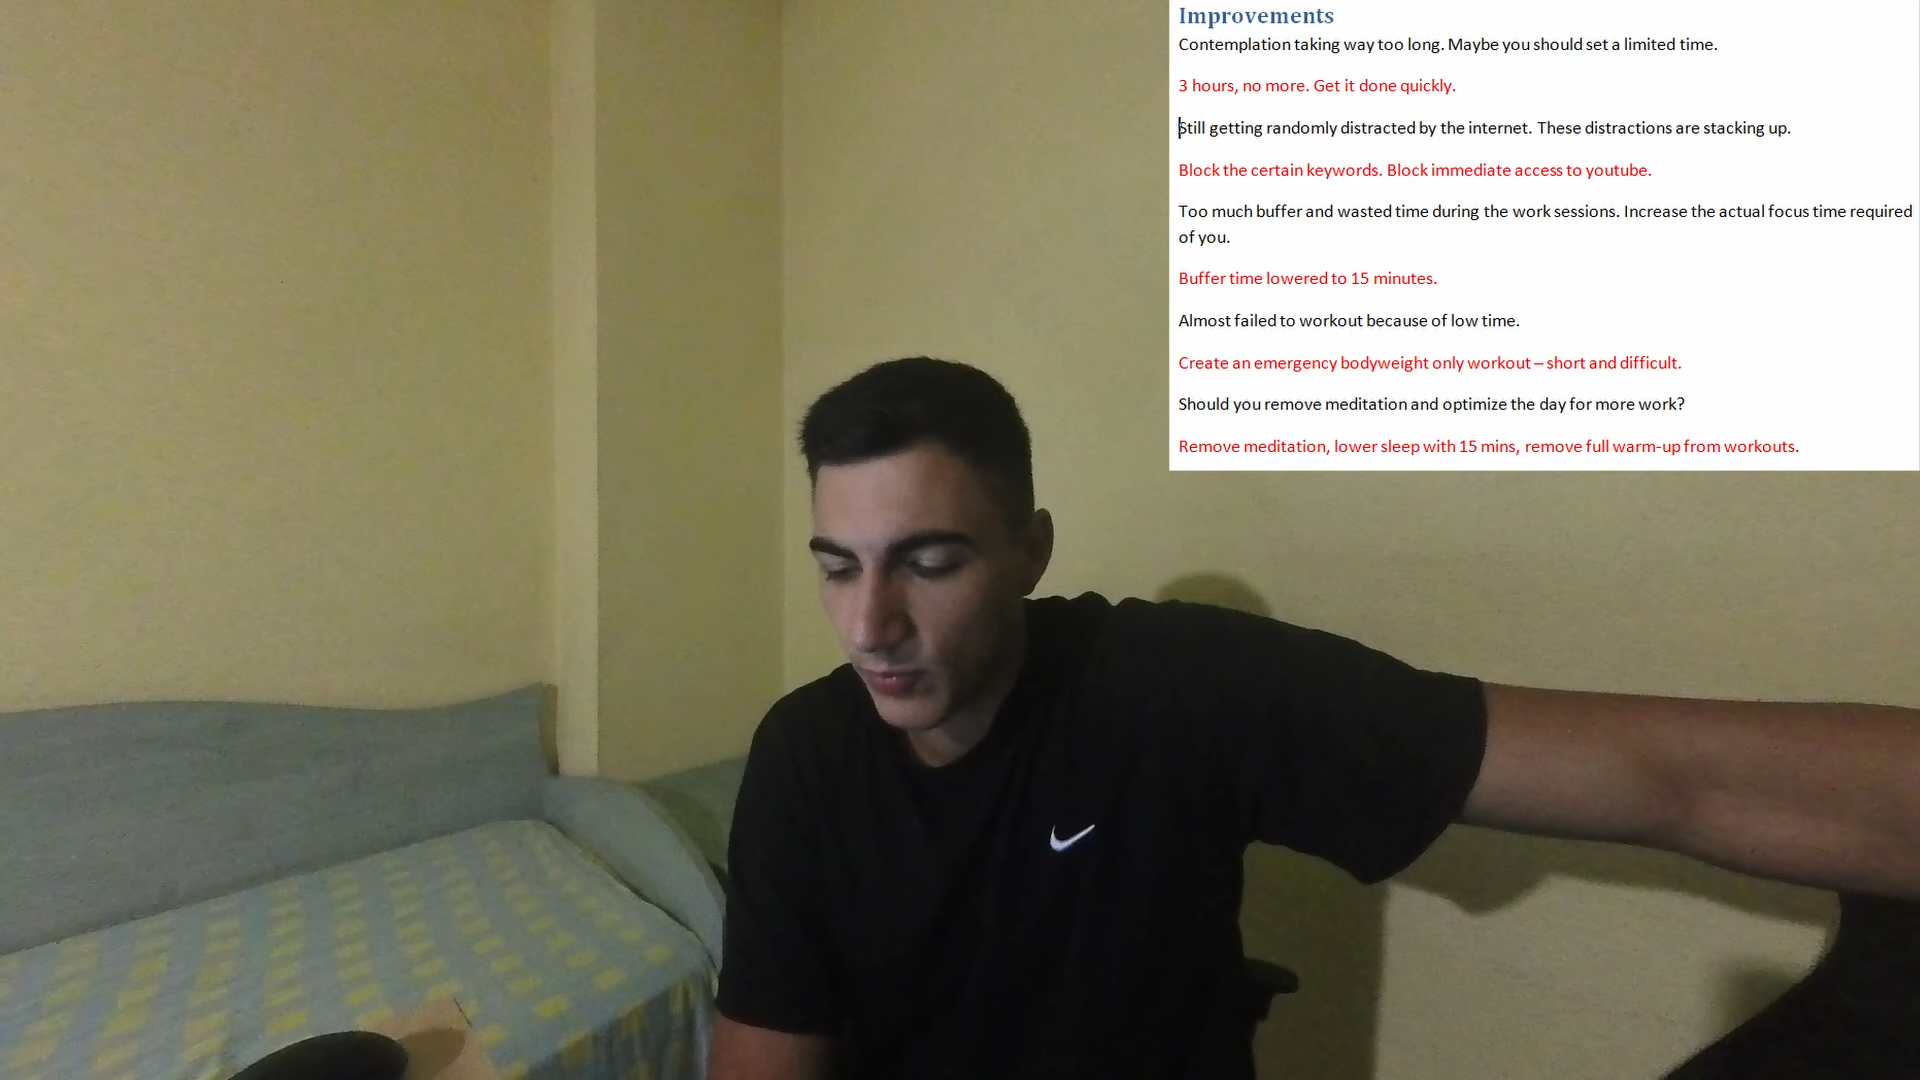 Improvements
Contemplation taking way too long. Maybe you should set a limited time.
3 hours, no more. Get it done quickly.
Still getting randomly distracted by the internet. These distractions are stacking up.
Block the certain keywords. Block immediate access to youtube.
Too much buffer and wasted time during the work sessions. Increase the actual focus time required
of you.
Buffer time lowered to 15 minutes.
Almost failed to workout because of low time.
Create an emergency bodyweight only workout – short and difficult.
Should you remove meditation and optimize the day for more work?
Remove meditation, lower sleep with 15 mins, remove full warm-up from workouts.